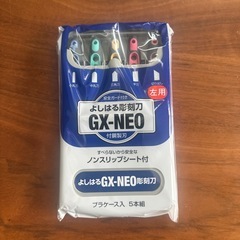 安全ガード付き
左用
よしはる彫刻刀
GX-NEO
付鋼製刃
すべらないから安全な
ノンスリップシート付
よしはるGX-NEO彫刻刀
プラケース入 5本組